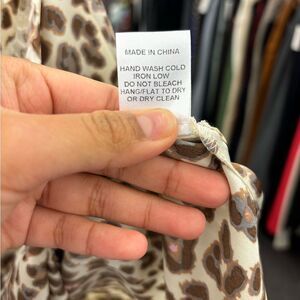 MADE IN CHINA
HAND WASH COLD
IRON LOW
DO NOT BLEACH
HANG/FLAT TO DRY
OR DRY CLEAN